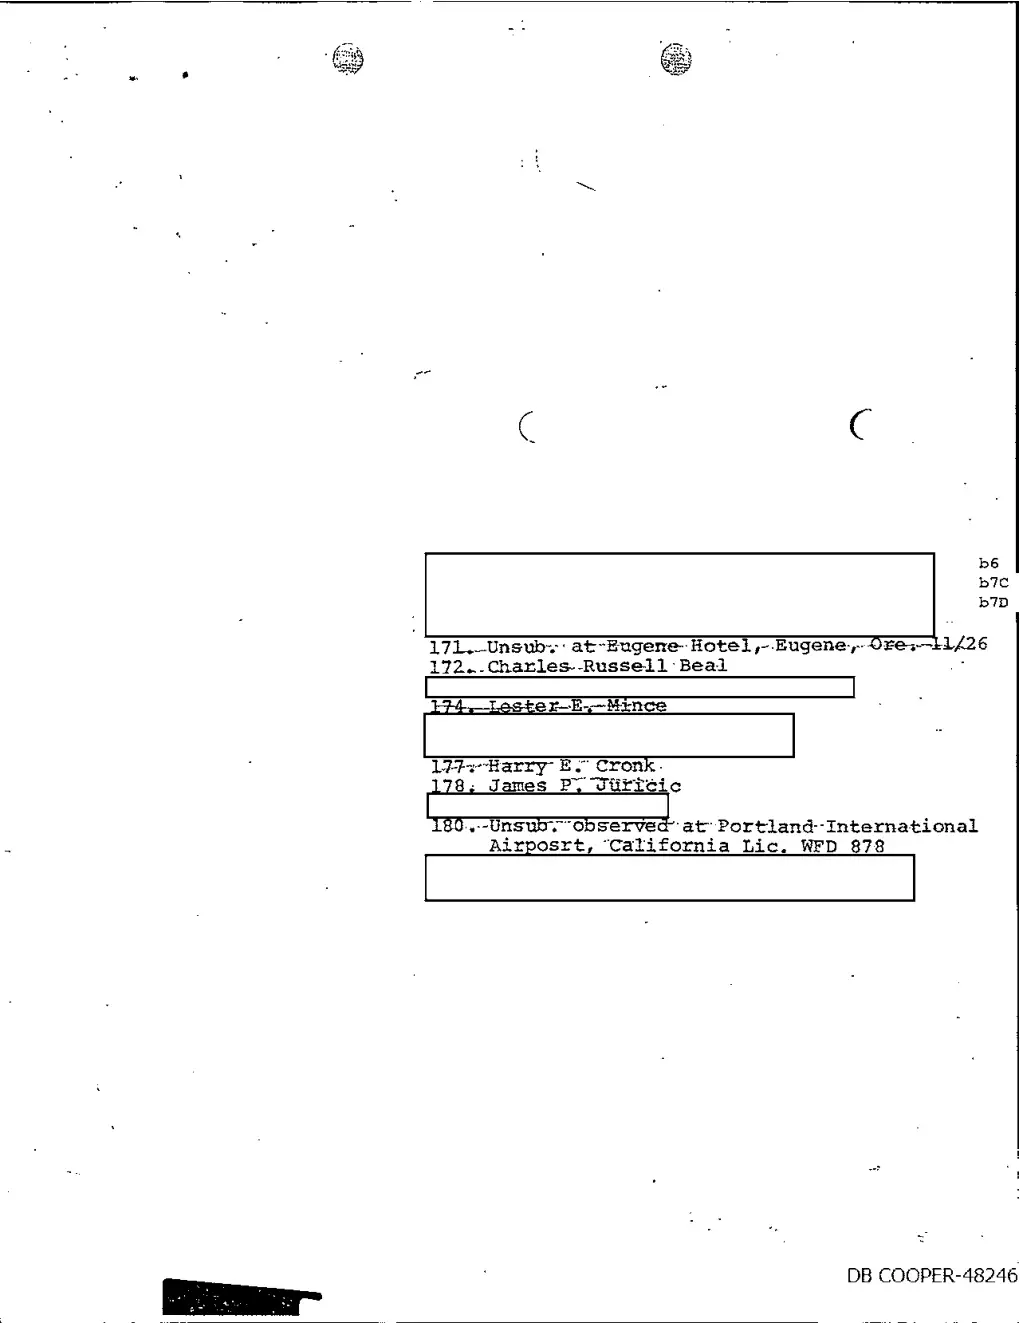 b6
b7C
b7D
171. Unsub. at Eugene Hotel, Eugene, Ore. 11/26
172. Charles Russell Beal
174. Lester E. Mince
177. Harry E. Cronk
178. James P. Juricic
180. Unsub. observed at Portland International
Airposrt, California Lic. WFD 878
DB COOPER-48246